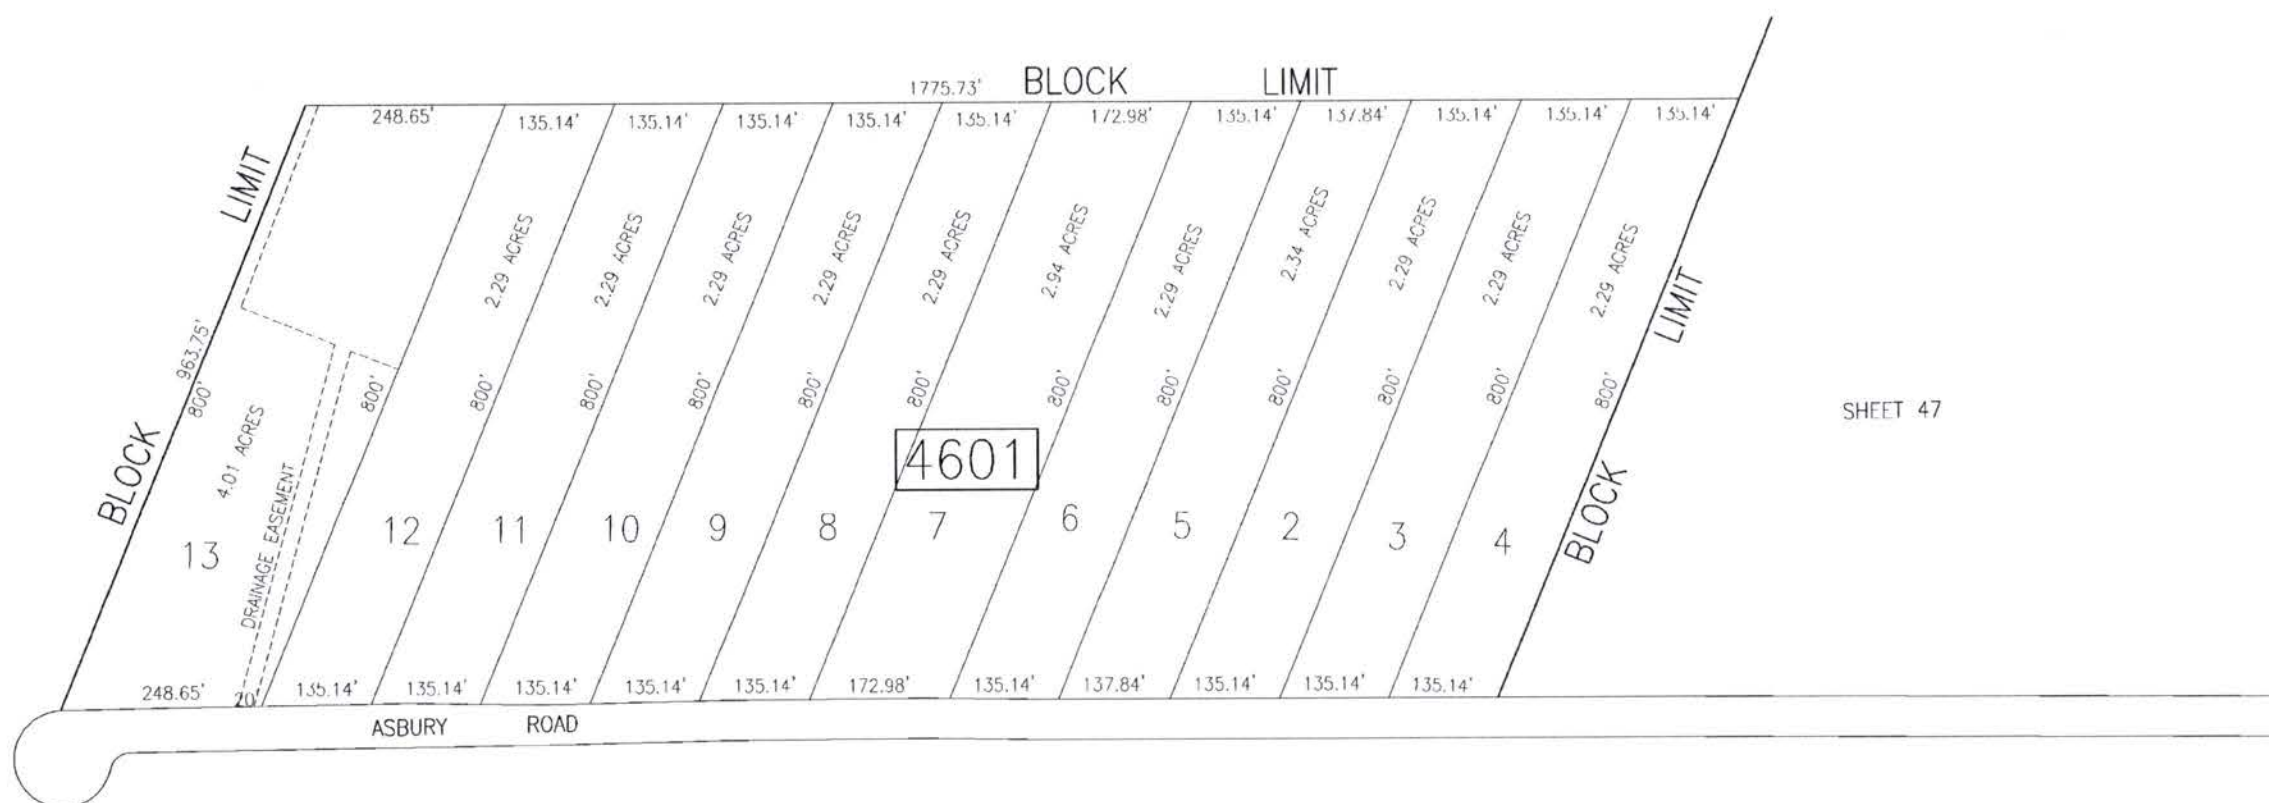 1775.73' BLOCK LIMIT
248.65' 135.14' 135.14' 135.14' 135.14' 135.14' 172.98' 135.14' 137.84' 135.14' 135.14' 135.14'
LIMIT
2.29 ACRES
2.29 ACRES
2.29 ACRES
2.29 ACRES
2.29 ACRES
2.94 ACRES
2.29 ACRES
2.34 ACRES
2.29 ACRES
2.29 ACRES
2.29 ACRES
LIMIT
963.75'
800'
800'
800'
800'
800'
800'
800'
800'
800'
800'
800'
800'
800'
SHEET 47
4.01 ACRES
BLOCK
DRAINAGE EASEMENT
4601
BLOCK
13 12 11 10 9 8 7 6 5 2 3 4
248.65' 20' 135.14' 135.14' 135.14' 135.14' 135.14' 172.98' 135.14' 137.84' 135.14' 135.14' 135.14'
ASBURY ROAD